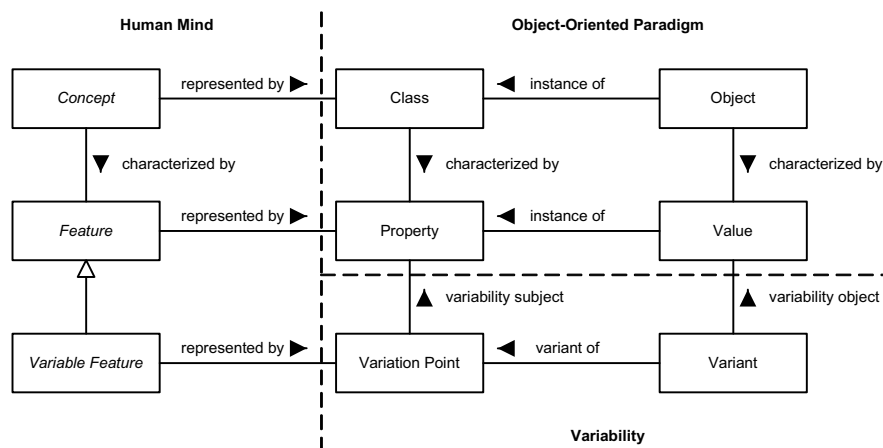 Human Mind
Object-Oriented Paradigm
Concept
represented by
Class
instance of
Object
characterized by
characterized by
characterized by
Feature
represented by
Property
instance of
Value
variability subject
variability object
Variable Feature
represented by
Variation Point
variant of
Variant
Variability